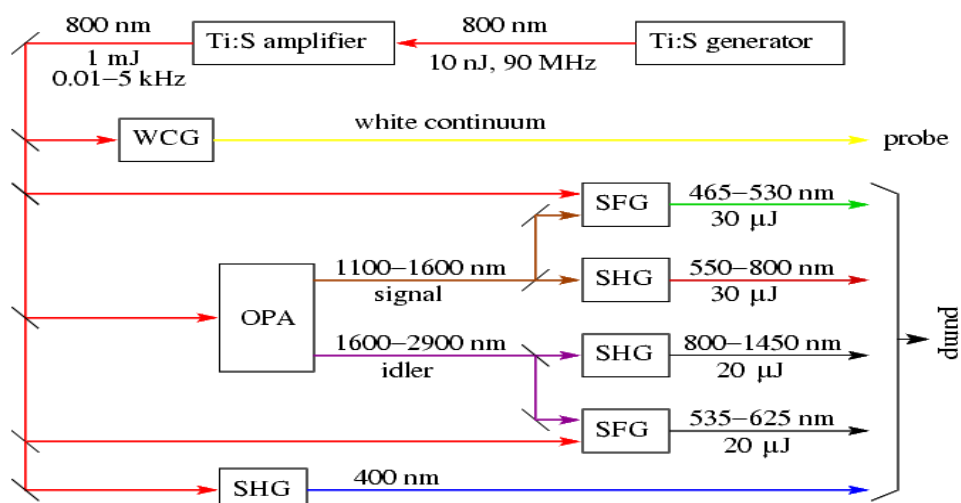 800 nm
Ti:S amplifier
800 nm
Ti:S generator
1 mJ
0.01–5 kHz
10 nJ, 90 MHz
WCG
white continuum
probe
SFG
465–530 nm
30 μJ
OPA
1100–1600 nm
signal
SHG
550–800 nm
30 μJ
1600–2900 nm
idler
SHG
800–1450 nm
20 μJ
pump
SFG
535–625 nm
20 μJ
SHG
400 nm